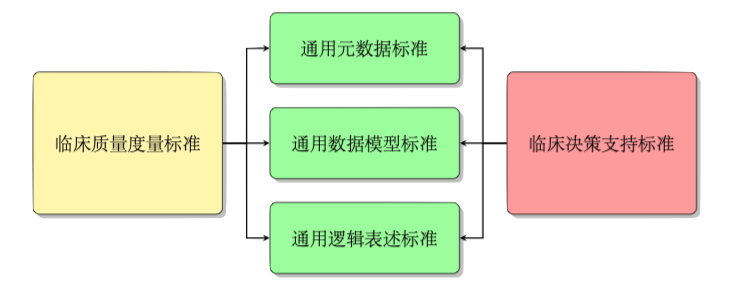 通用元数据标准
临床质量度量标准
通用数据模型标准
临床决策支持标准
通用逻辑表述标准